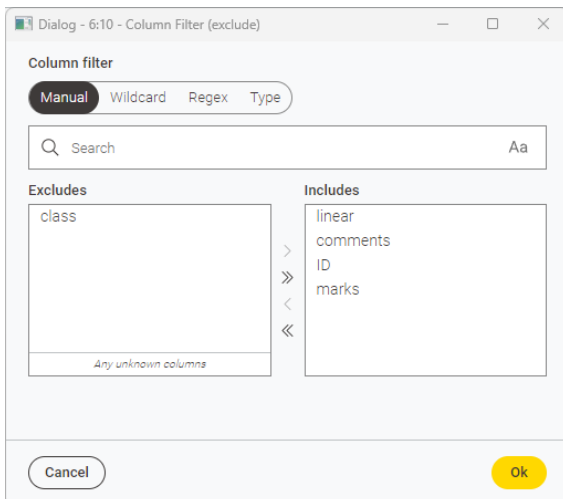 Dialog - 6:10 - Column Filter (exclude)
Column filter
Manual Wildcard Regex Type
Search Aa
Excludes Includes
class linear
comments
ID
marks
Any unknown columns
Cancel Ok